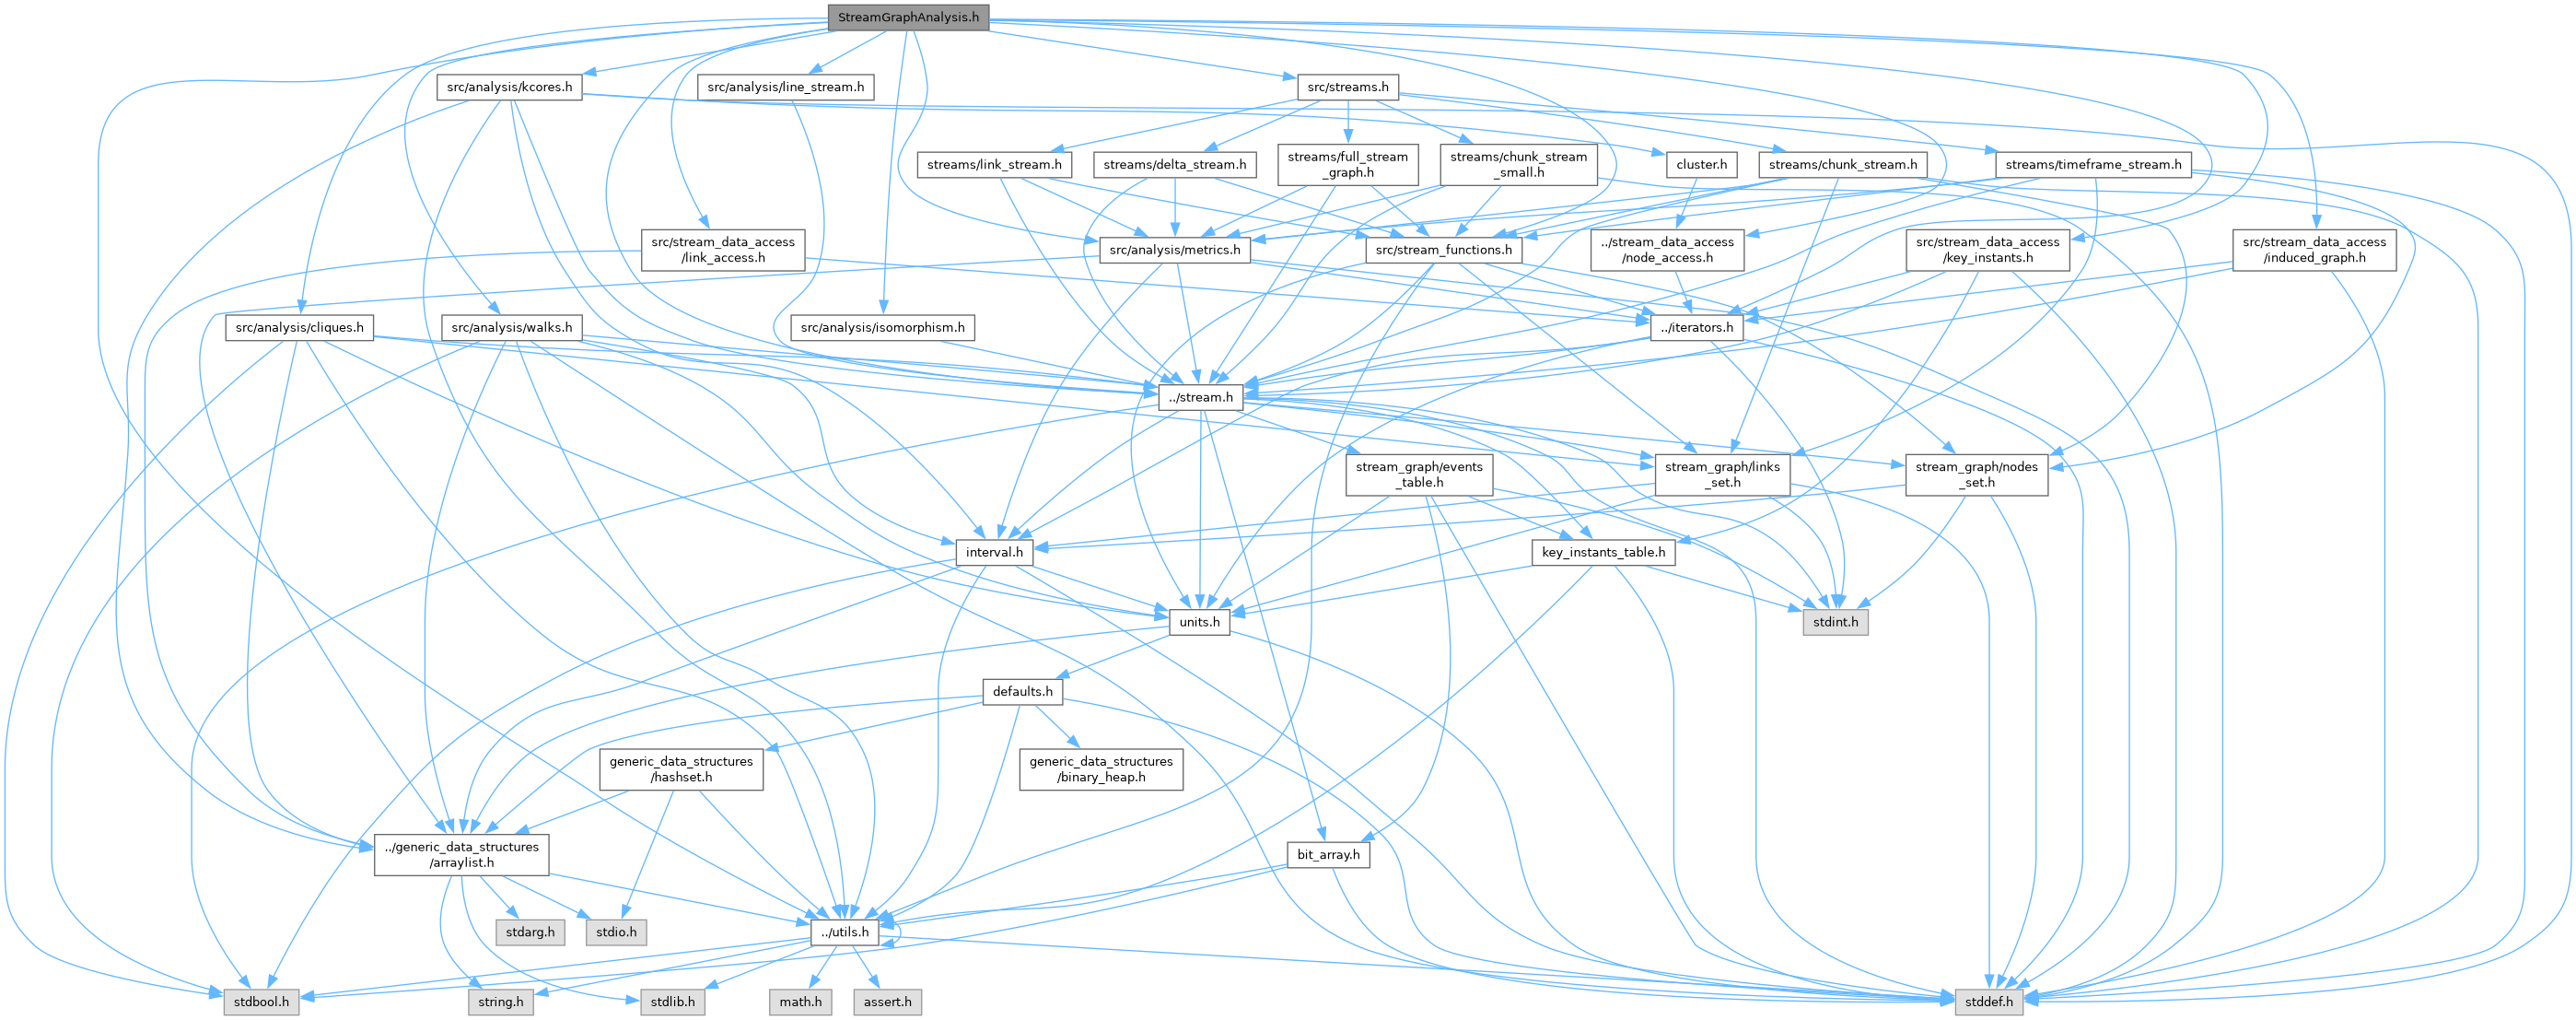 StreamGraphAnalysis.h
src/analysis/kcores.h
src/analysis/line_stream.h
src/streams.h
streams/link_stream.h
streams/delta_stream.h
streams/full_stream
_graph.h
streams/chunk_stream
_small.h
cluster.h
streams/chunk_stream.h
streams/timeframe_stream.h
src/stream_data_access
/link_access.h
src/analysis/metrics.h
src/stream_functions.h
../stream_data_access
/node_access.h
src/stream_data_access
/key_instants.h
src/stream_data_access
/induced_graph.h
src/analysis/cliques.h
src/analysis/walks.h
src/analysis/isomorphism.h
../iterators.h
../stream.h
stream_graph/events
_table.h
stream_graph/links
_set.h
stream_graph/nodes
_set.h
interval.h
key_instants_table.h
units.h
stdint.h
defaults.h
generic_data_structures
/hashset.h
generic_data_structures
/binary_heap.h
../generic_data_structures
/arraylist.h
bit_array.h
stdarg.h
stdio.h
../utils.h
stdbool.h
string.h
stdlib.h
math.h
assert.h
stddef.h